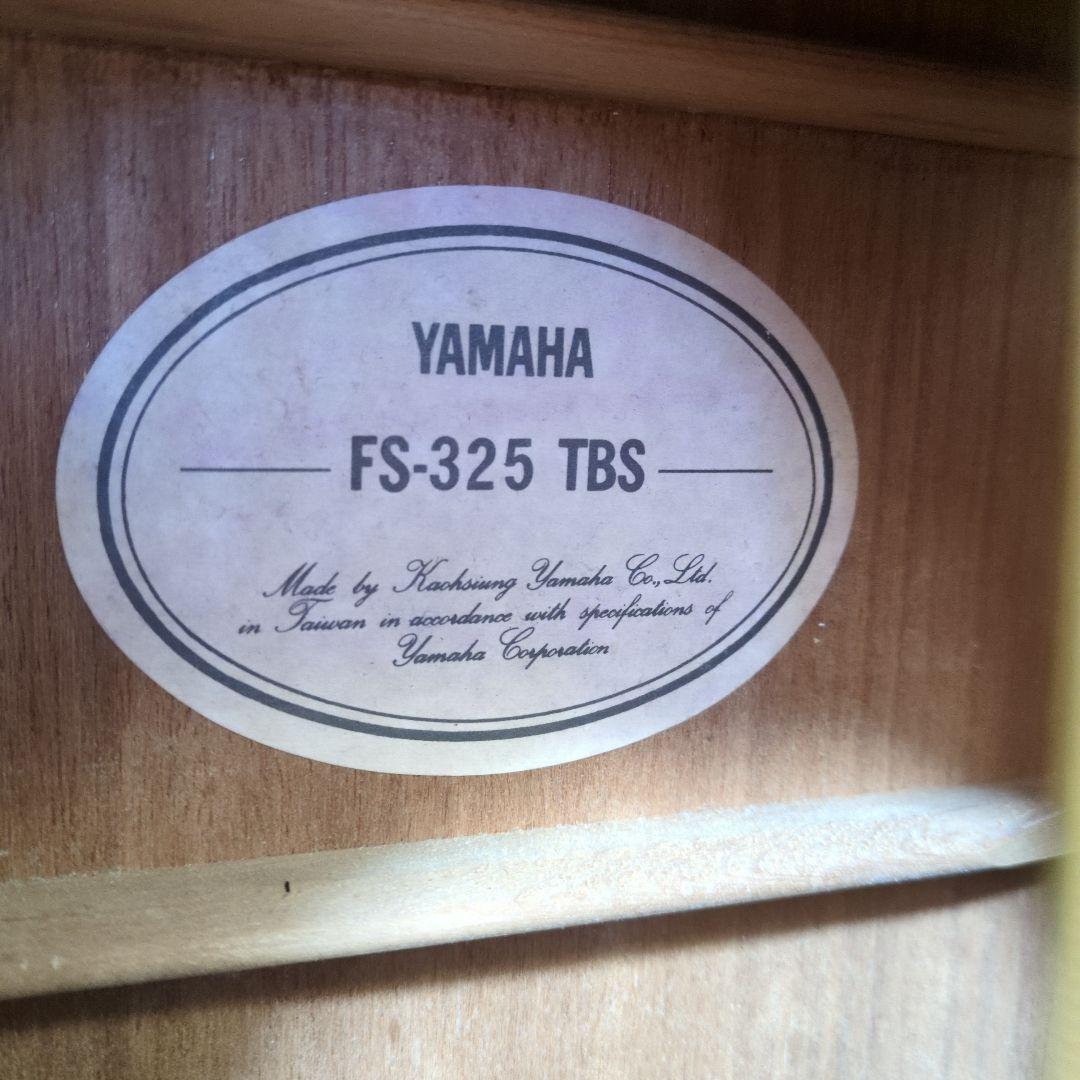 YAMAHA
FS-325 TBS
Made by Kaohsiung Yamaha Co., Ltd.
in Taiwan in accordance with specifications of
Yamaha Corporation